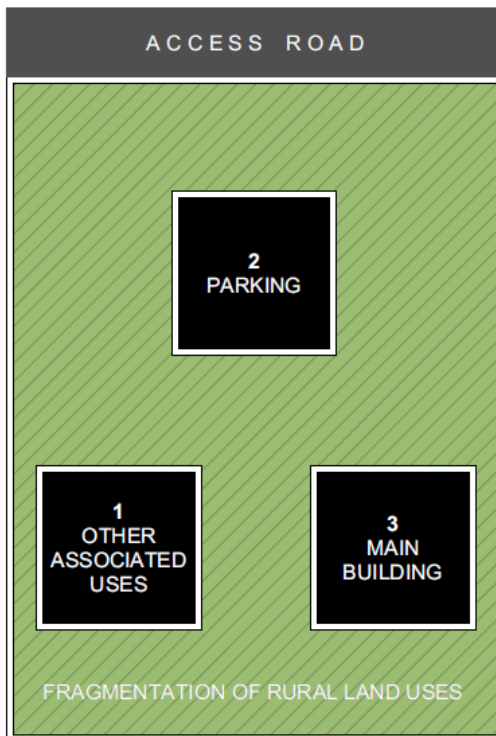 ACCESS ROAD
2
PARKING
1
OTHER
ASSOCIATED
USES
3
MAIN
BUILDING
FRAGMENTATION OF RURAL LAND USES